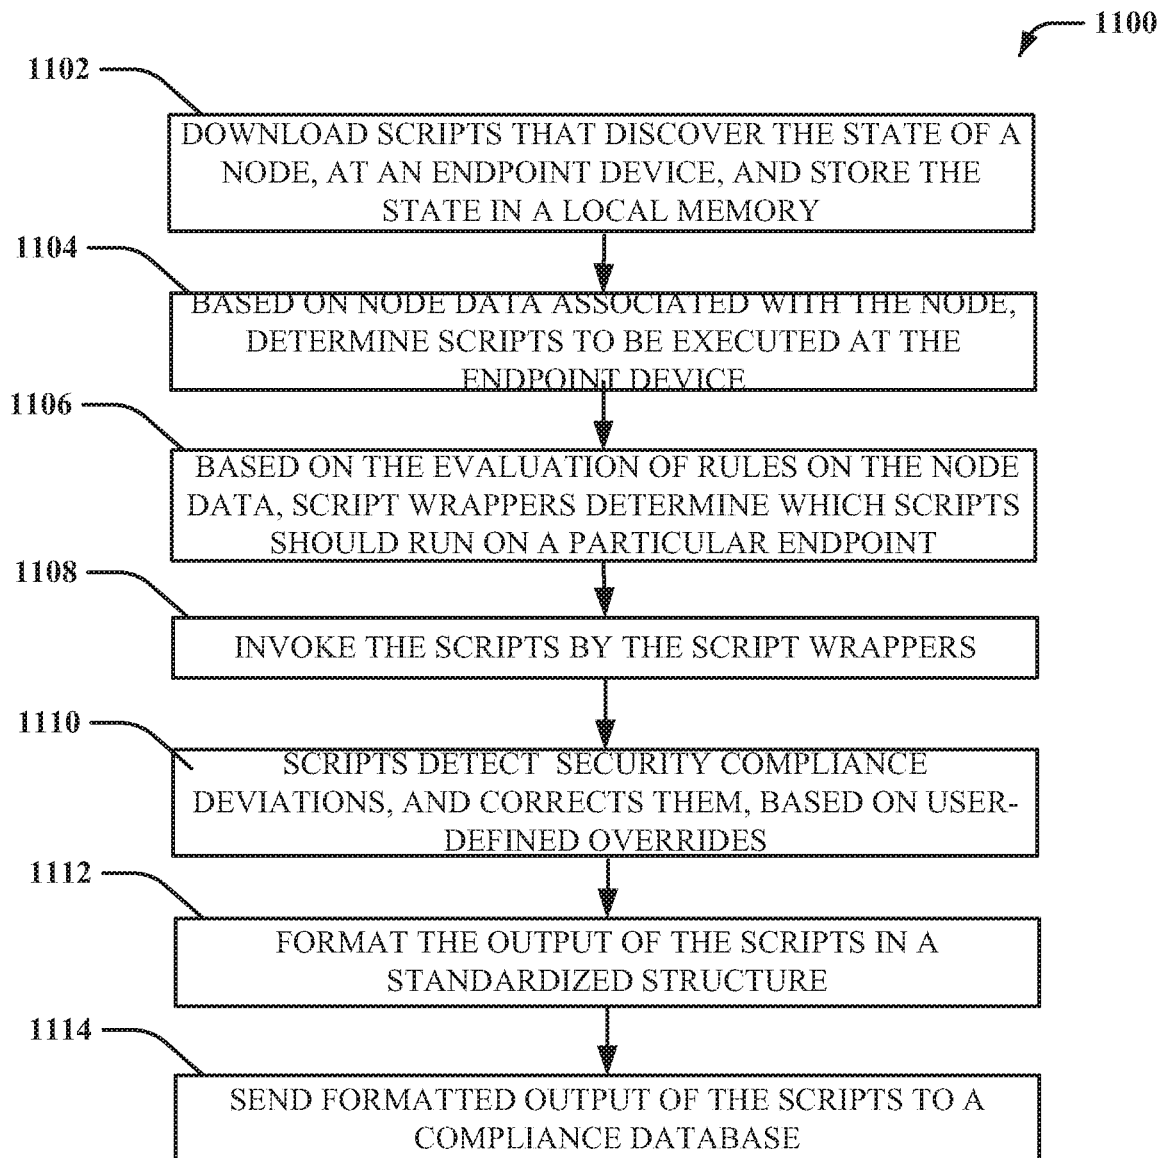 1100
1102
DOWNLOAD SCRIPTS THAT DISCOVER THE STATE OF A
NODE, AT AN ENDPOINT DEVICE, AND STORE THE
STATE IN A LOCAL MEMORY
1104
BASED ON NODE DATA ASSOCIATED WITH THE NODE,
DETERMINE SCRIPTS TO BE EXECUTED AT THE
ENDPOINT DEVICE
1106
BASED ON THE EVALUATION OF RULES ON THE NODE
DATA, SCRIPT WRAPPERS DETERMINE WHICH SCRIPTS
SHOULD RUN ON A PARTICULAR ENDPOINT
1108
INVOKE THE SCRIPTS BY THE SCRIPT WRAPPERS
1110
SCRIPTS DETECT SECURITY COMPLIANCE
DEVIATIONS, AND CORRECTS THEM, BASED ON USER-
DEFINED OVERRIDES
1112
FORMAT THE OUTPUT OF THE SCRIPTS IN A
STANDARDIZED STRUCTURE
1114
SEND FORMATTED OUTPUT OF THE SCRIPTS TO A
COMPLIANCE DATABASE